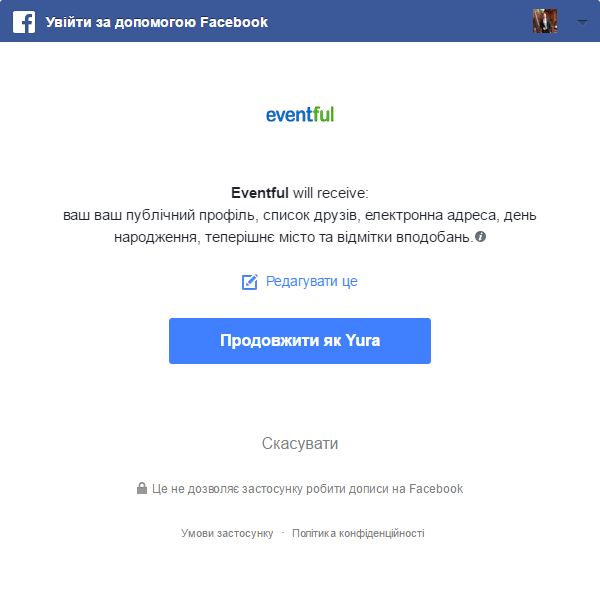 Увійти за допомогою Facebook
eventful
Eventful will receive:
ваш ваш публічний профіль, список друзів, електронна адреса, день
народження, теперішнє місто та відмітки вподобань.
Редагувати це
Продовжити як Yura
Скасувати
Це не дозволяє застосунку робити дописи на Facebook
Умови застосунку · Політика конфіденційності